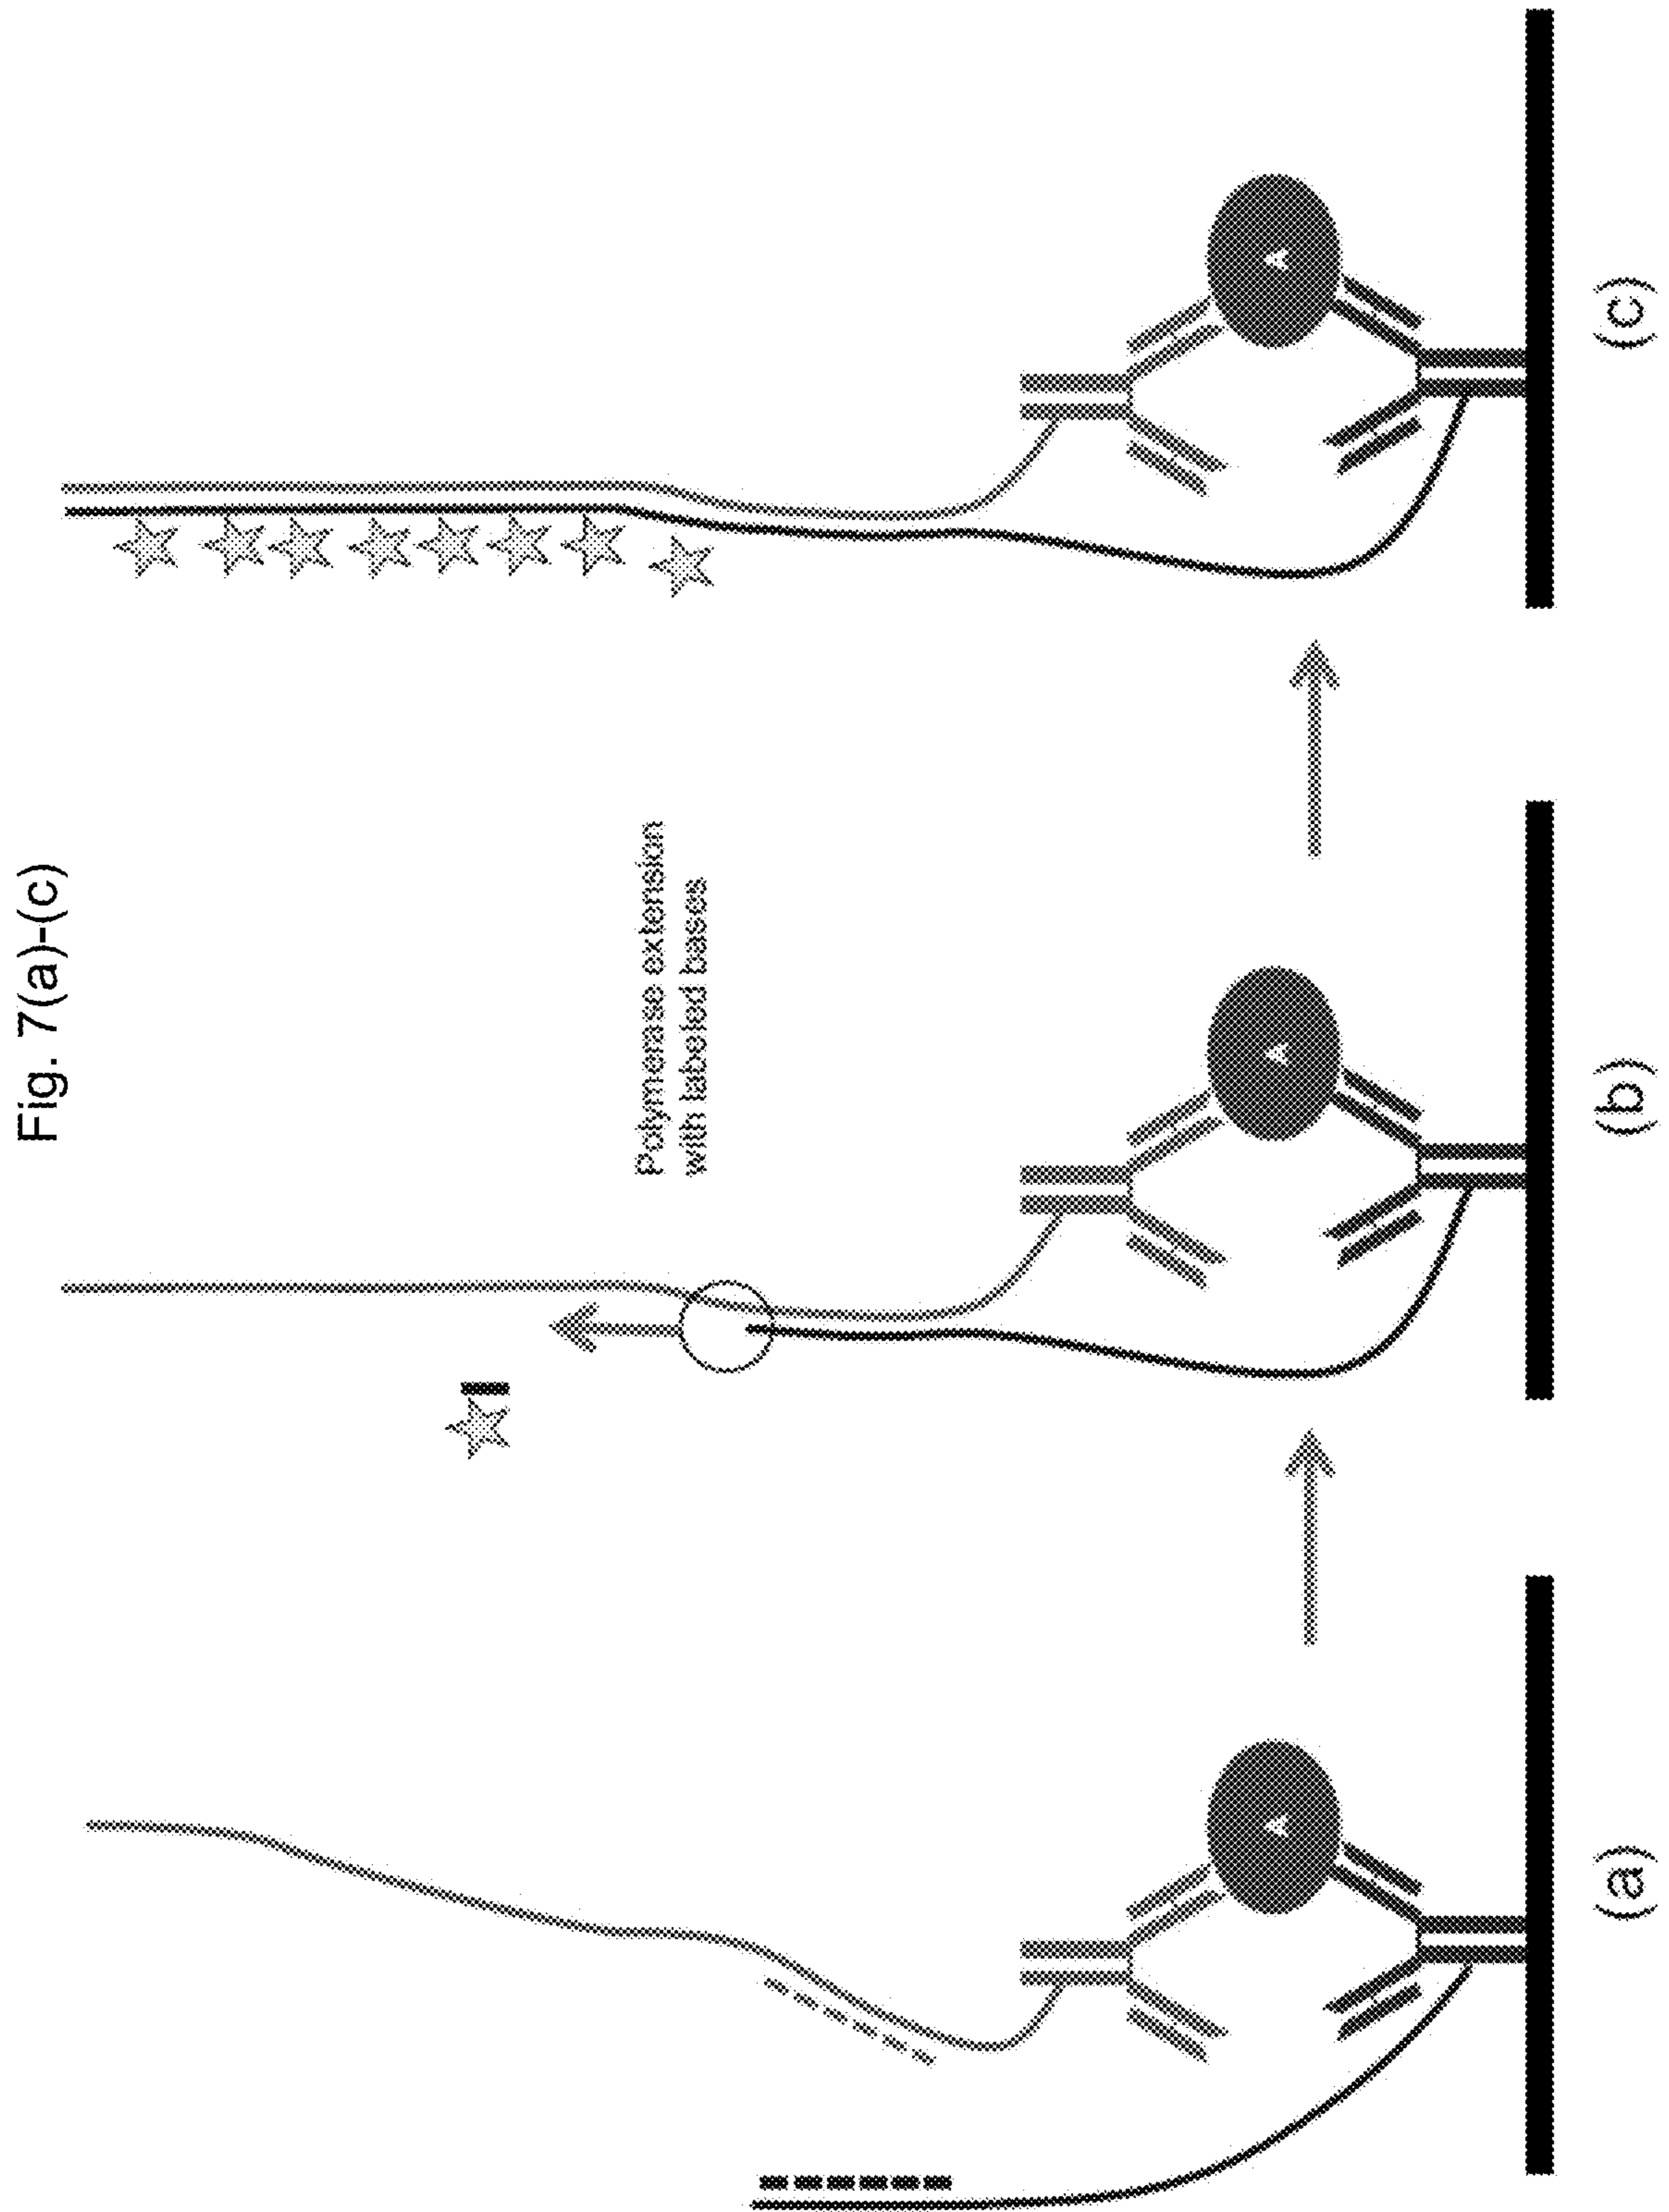 Fig. 7(a)-(c)
Polymerase extension
with labeled bases
A
A
A
(a)
(b)
(c)